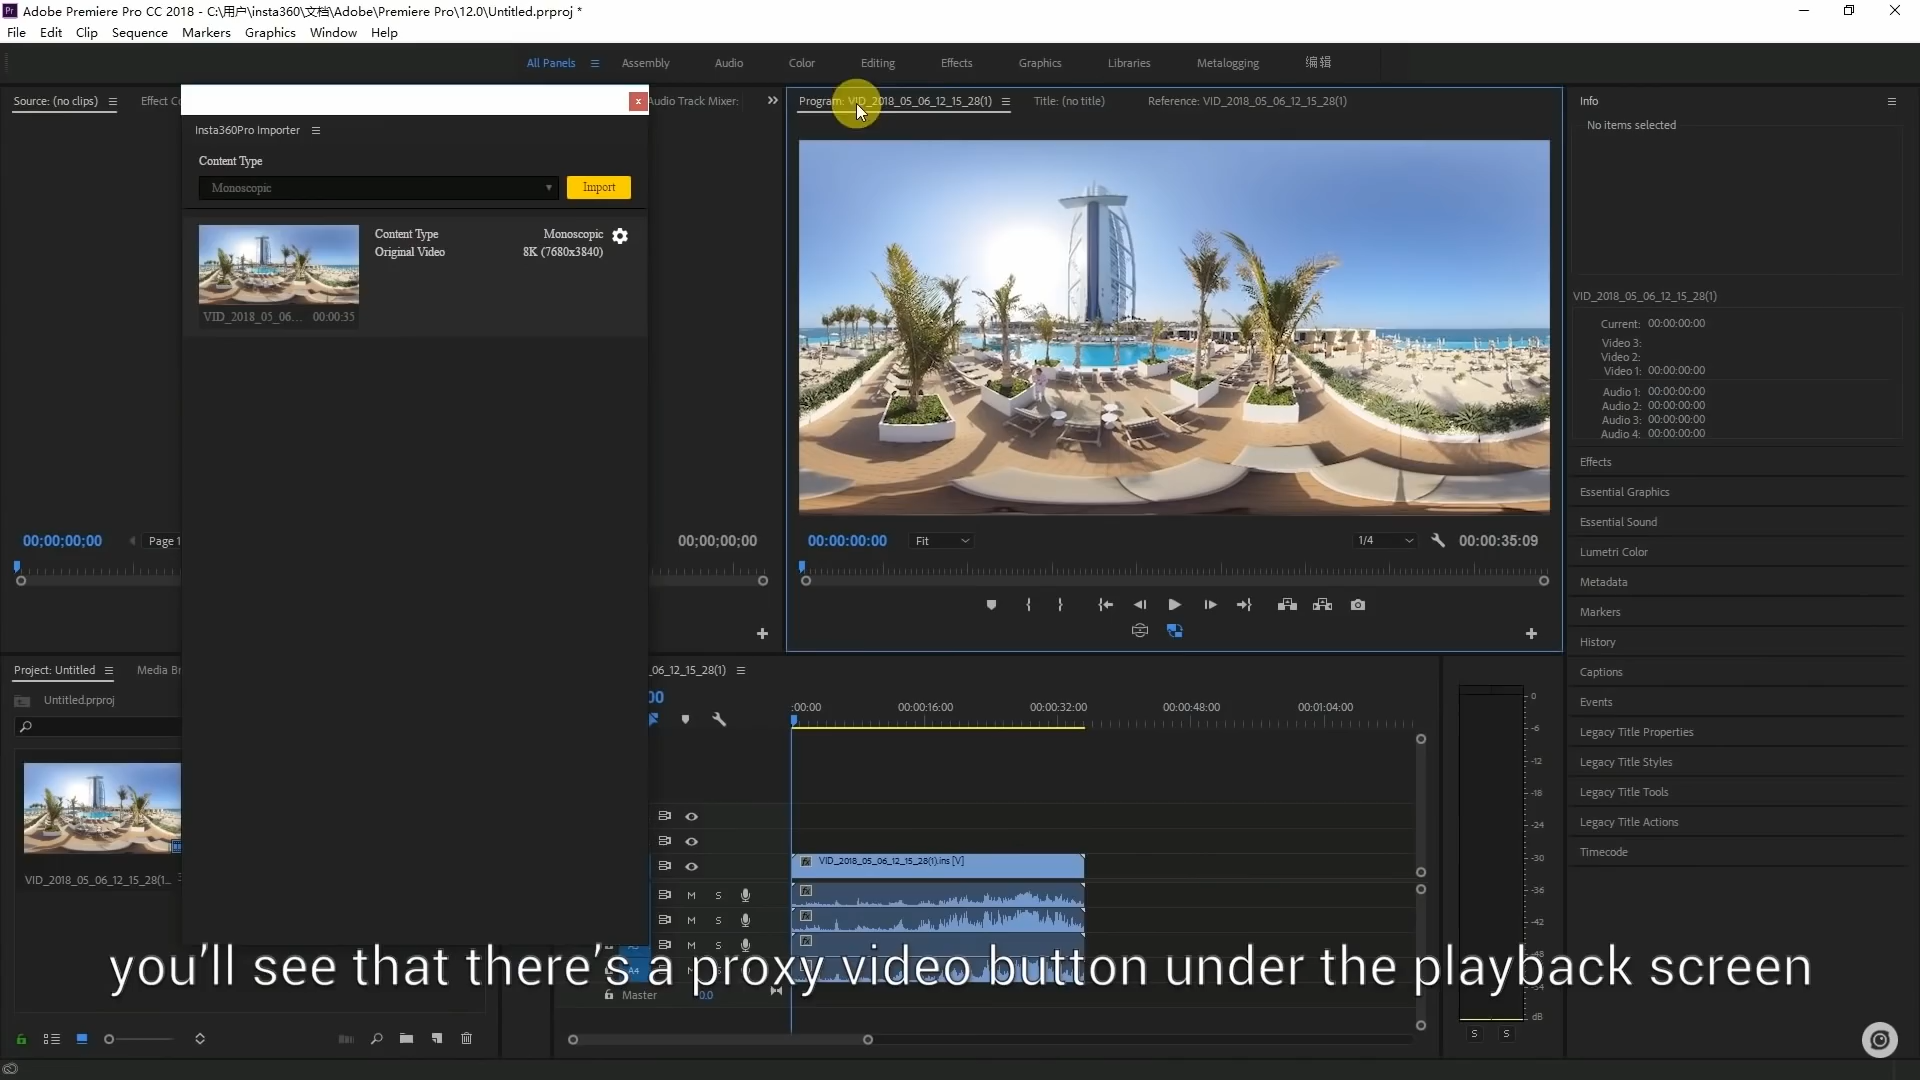 Adobe Premiere Pro CC 2018 - C:\用户\insta360\文档\Adobe\Premiere Pro\12.0\Untitled.prproj *
File Edit Clip Sequence Markers Graphics Window Help
All Panels Assembly Audio Color Editing Effects Graphics Libraries Metalogging 编辑
Source: (no clips) Effect Audio Track Mixer:
Insta360Pro Importer
Content Type
Monoscopic Import
Content Type Monoscopic
Original Video 8K (7680x3840)
VID_2018_05_06... 00:00:35
00;00;00;00 Page 1 00;00;00;00
Program: VID_2018_05_06_12_15_28(1) Title: (no title) Reference: VID_2018_05_06_12_15_28(1)
00:00:00:00 Fit 1/4 00:00:35:09
Info
No items selected
VID_2018_05_06_12_15_28(1)
Current: 00:00:00:00
Video 3:
Video 2:
Video 1: 00:00:00:00
Audio 1: 00:00:00:00
Audio 2: 00:00:00:00
Audio 3: 00:00:00:00
Audio 4: 00:00:00:00
Effects
Essential Graphics
Essential Sound
Lumetri Color
Metadata
Markers
History
Captions
Events
Legacy Title Properties
Legacy Title Styles
Legacy Title Tools
Legacy Title Actions
Timecode
Project: Untitled Media
Untitled.prproj
VID_2018_05_06_12_15_28(1...
_06_12_15_28(1)
00
:00:00 00:00:16:00 00:00:32:00 00:00:48:00 00:01:04:00
VID_2018_05_06_12_15_28(1).ins [V]
M S
M S
M S
A4
Master 0.0
0
-6
-12
-18
-24
-30
-36
-42
-48
-54
dB
S S
you'll see that there's a proxy video button under the playback screen